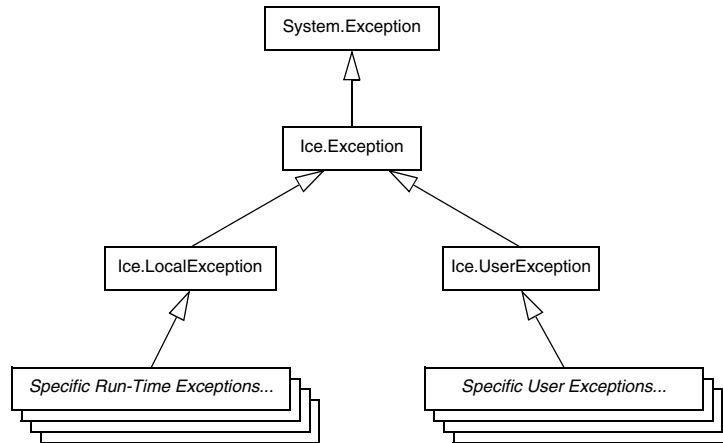 System.Exception
Ice.Exception
Ice.LocalException
Ice.UserException
Specific Run-Time Exceptions...
Specific User Exceptions...